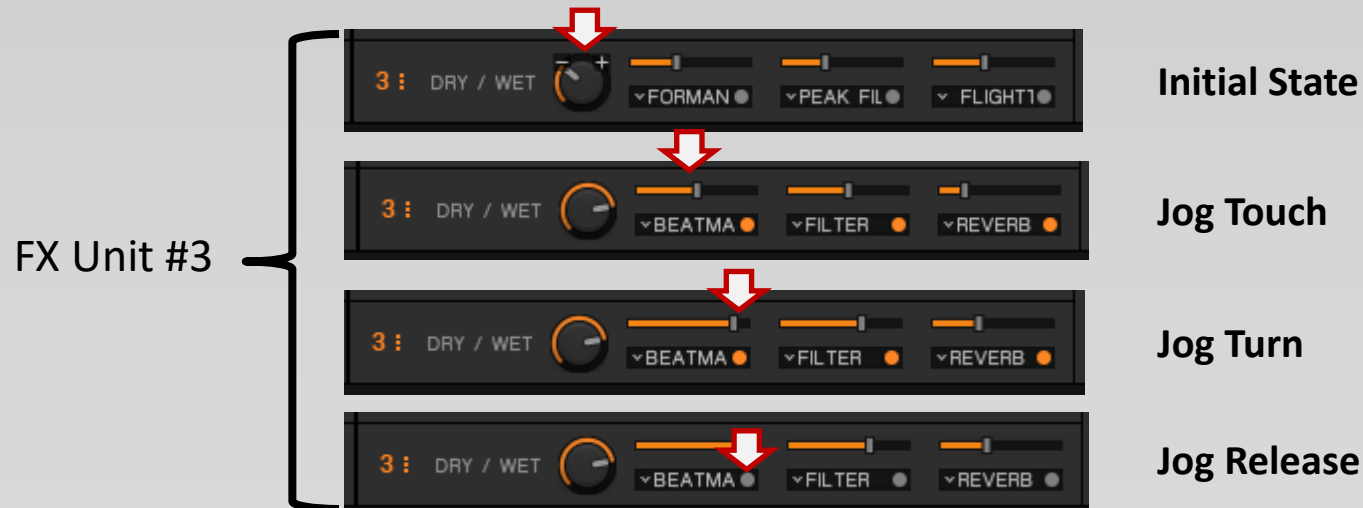 3 DRY / WET - + FORMAN PEAK FIL FLIGHT1 Initial State
3 DRY / WET BEATMA FILTER REVERB Jog Touch
FX Unit #3
3 DRY / WET BEATMA FILTER REVERB Jog Turn
3 DRY / WET BEATMA FILTER REVERB Jog Release